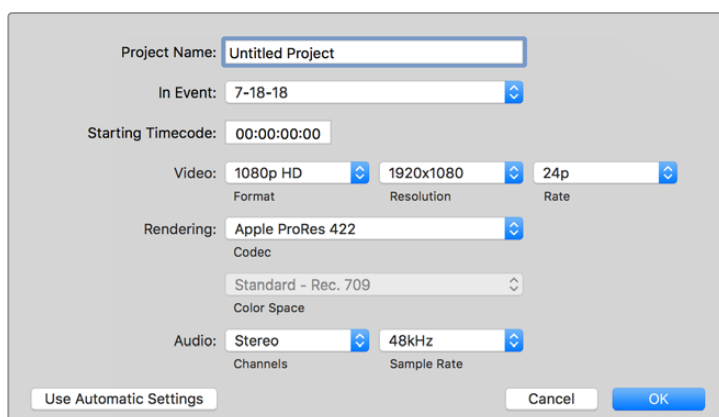 Project Name: Untitled Project
In Event: 7-18-18
Starting Timecode: 00:00:00:00
Video: 1080p HD 1920x1080 24p
Format Resolution Rate
Rendering: Apple ProRes 422
Codec
Standard - Rec. 709
Color Space
Audio: Stereo 48kHz
Channels Sample Rate
Use Automatic Settings Cancel OK